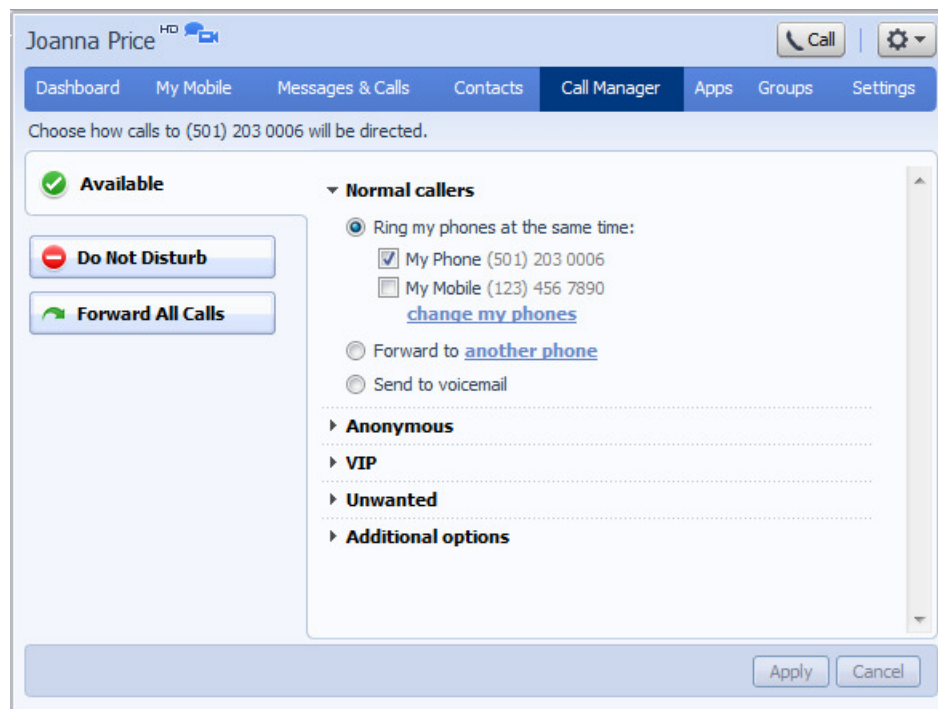 Joanna Price HD
Call
Dashboard My Mobile Messages & Calls Contacts Call Manager Apps Groups Settings
Choose how calls to (501) 203 0006 will be directed.
Available
Do Not Disturb
Forward All Calls
Normal callers
Ring my phones at the same time:
My Phone (501) 203 0006
My Mobile (123) 456 7890
change my phones
Forward to another phone
Send to voicemail
Anonymous
VIP
Unwanted
Additional options
Apply Cancel